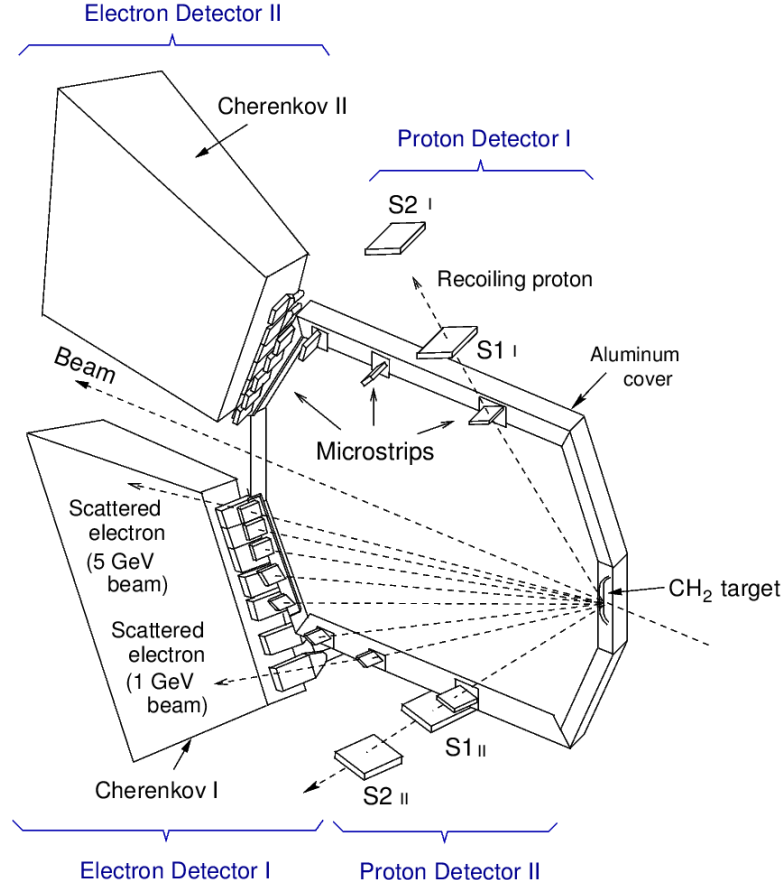 Electron Detector II
Cherenkov II
Proton Detector I
S2 I
Recoiling proton
S1 I
Aluminum
cover
Beam
Microstrips
Scattered
electron
(5 GeV
beam)
CH₂ target
Scattered
electron
(1 GeV
beam)
S1 II
Cherenkov I
S2 II
Electron Detector I
Proton Detector II